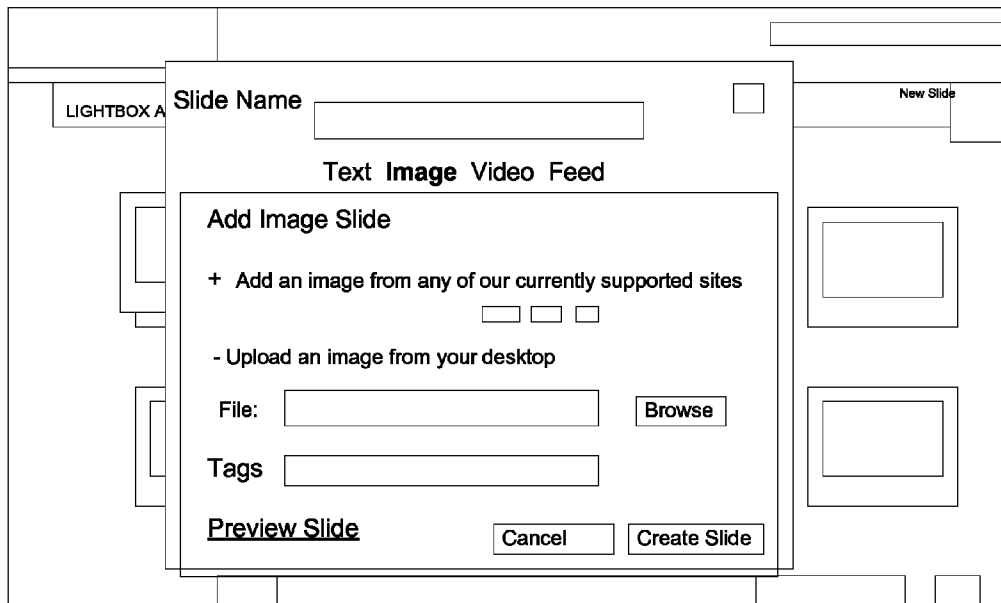 New Slide
LIGHTBOX A
Slide Name
Text Image Video Feed
Add Image Slide
+ Add an image from any of our currently supported sites
- Upload an image from your desktop
File:
Browse
Tags
Preview Slide
Cancel
Create Slide